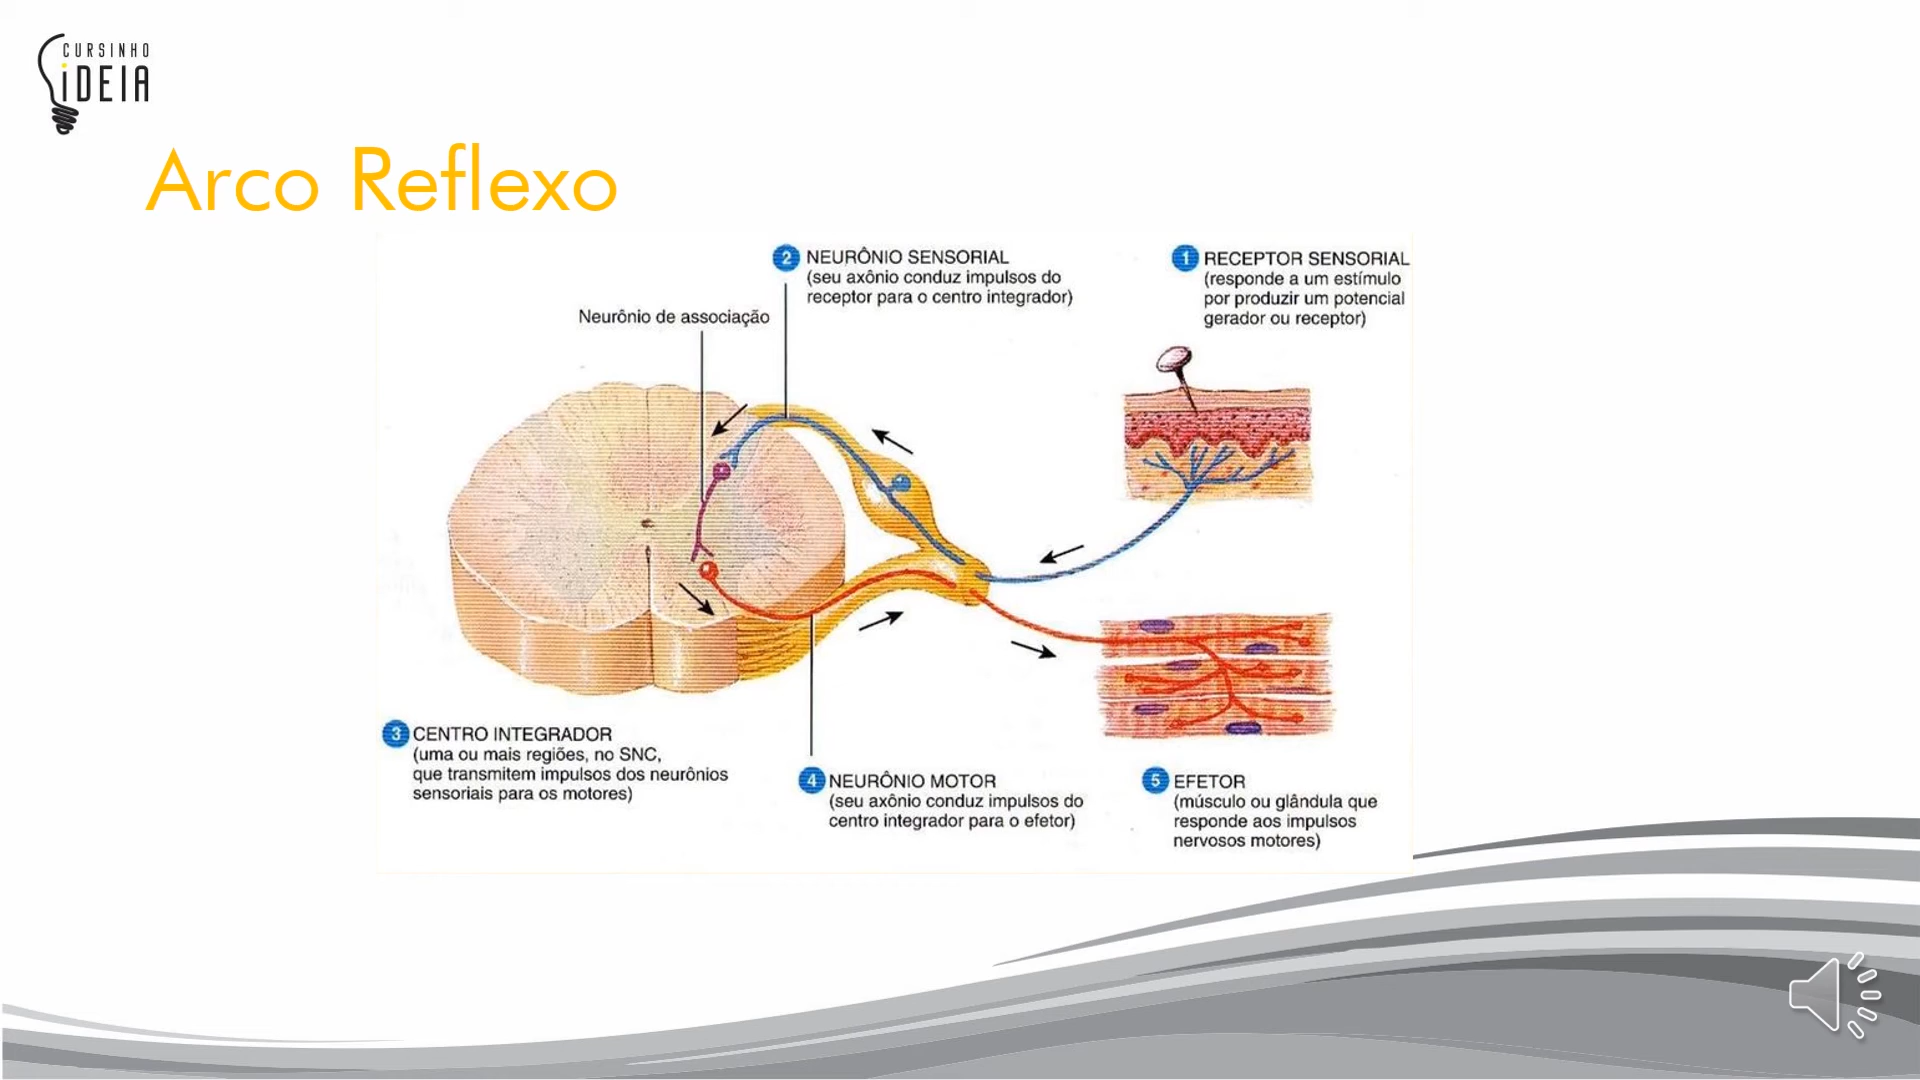 CURSINHO
iDEIA
Arco Reflexo
2 NEURÔNIO SENSORIAL
(seu axônio conduz impulsos do
receptor para o centro integrador)
1 RECEPTOR SENSORIAL
(responde a um estímulo
por produzir um potencial
gerador ou receptor)
Neurônio de associação
3 CENTRO INTEGRADOR
(uma ou mais regiões, no SNC,
que transmitem impulsos dos neurônios
sensoriais para os motores)
4 NEURÔNIO MOTOR
(seu axônio conduz impulsos do
centro integrador para o efetor)
5 EFETOR
(músculo ou glândula que
responde aos impulsos
nervosos motores)